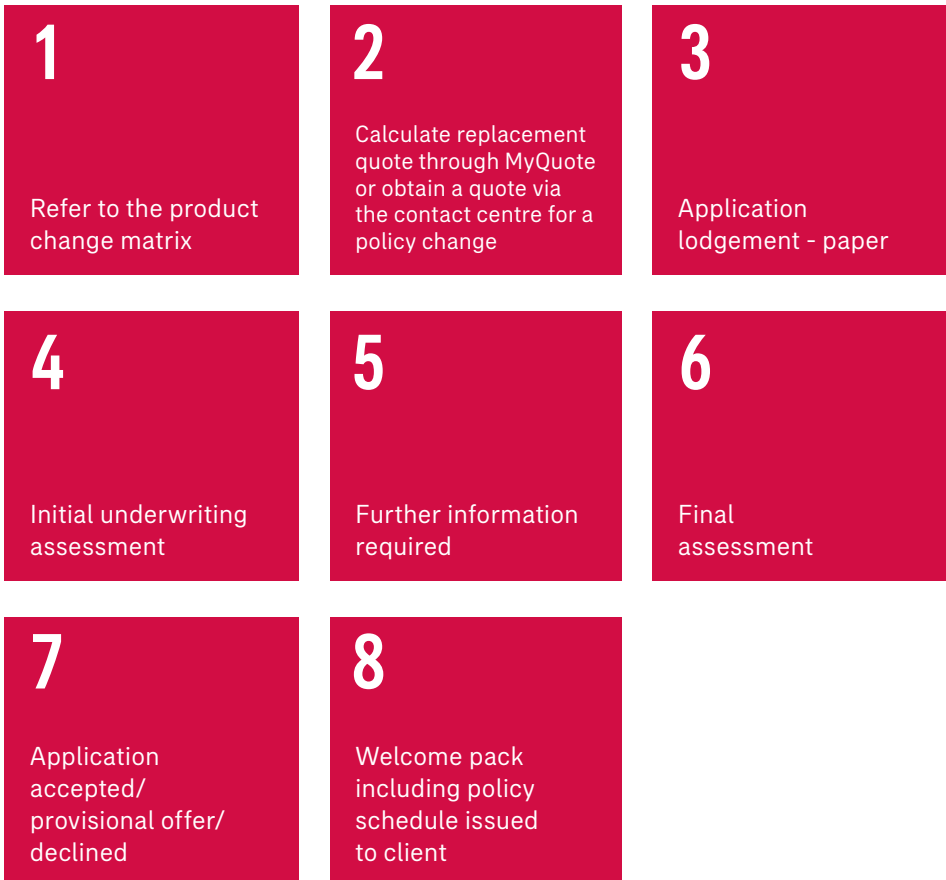 1
Refer to the product
change matrix
2
Calculate replacement
quote through MyQuote
or obtain a quote via
the contact centre for a
policy change
3
Application
lodgement - paper
4
Initial underwriting
assessment
5
Further information
required
6
Final
assessment
7
Application
accepted/
provisional offer/
declined
8
Welcome pack
including policy
schedule issued
to client